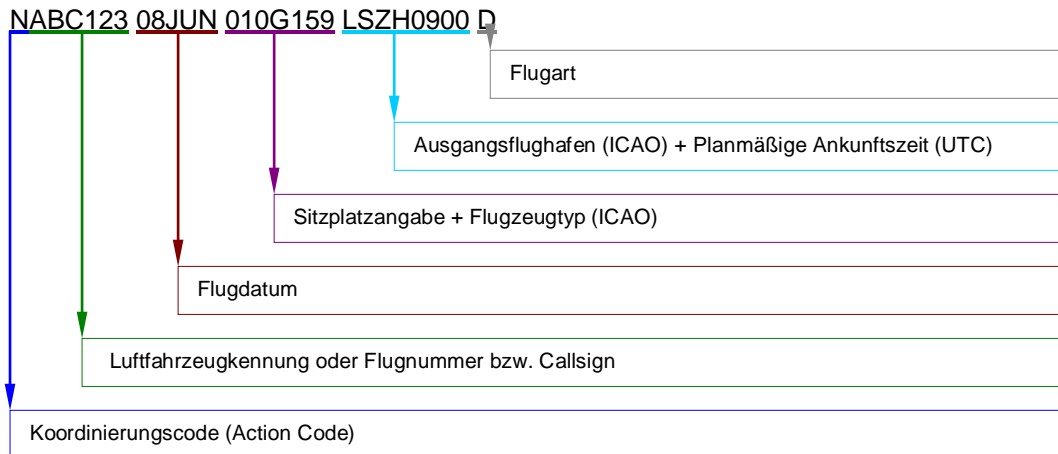 NABC123 08JUN 010G159 LSZH0900 D
Flugart
Ausgangsflughafen (ICAO) + Planmäßige Ankunftszeit (UTC)
Sitzplatzangabe + Flugzeugtyp (ICAO)
Flugdatum
Luftfahrzeugkennung oder Flugnummer bzw. Callsign
Koordinierungscode (Action Code)